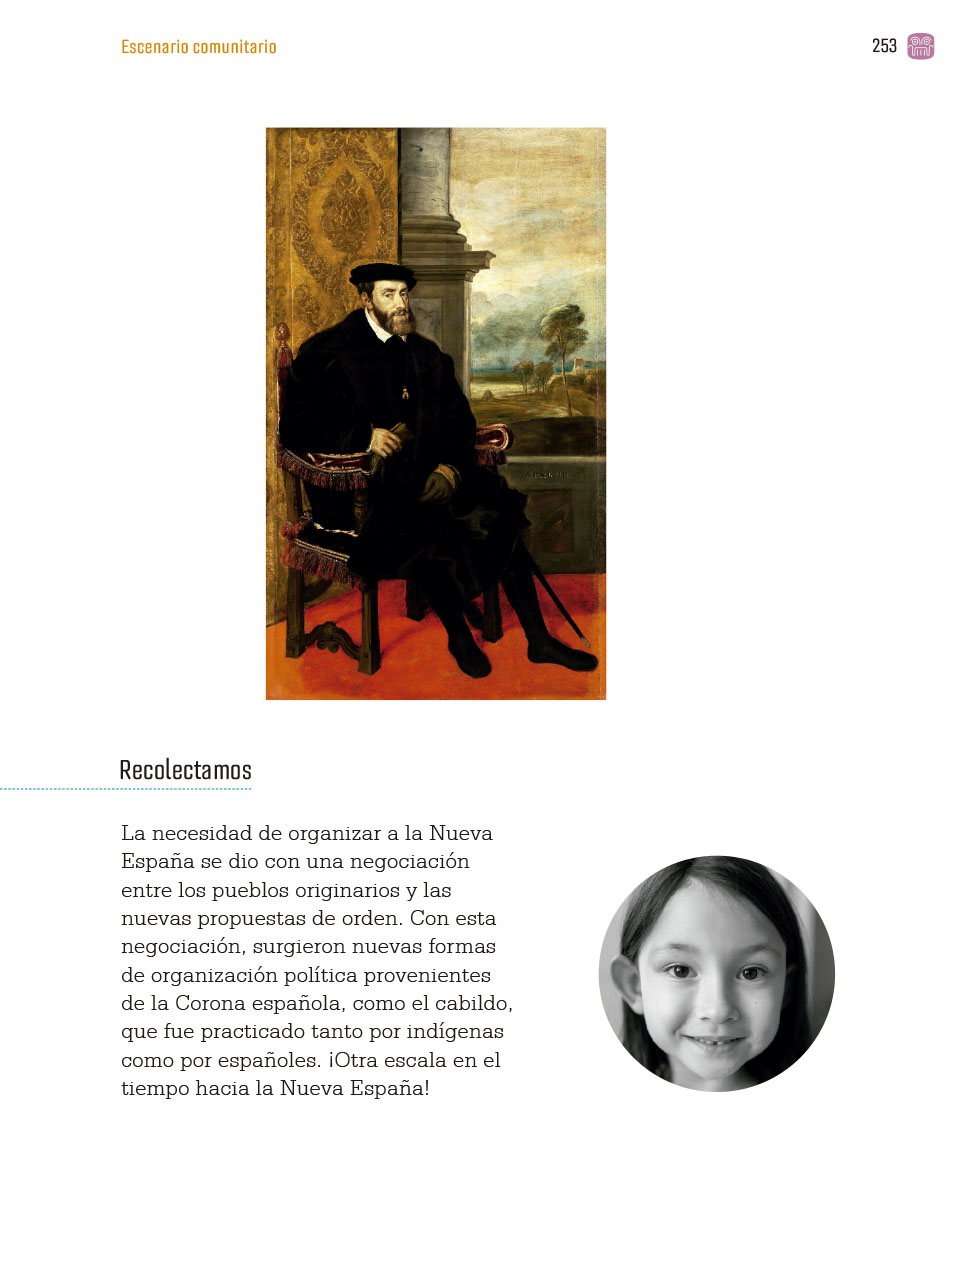 Escenario comunitario
253
Recolectamos
La necesidad de organizar a la Nueva
España se dio con una negociación
entre los pueblos originarios y las
nuevas propuestas de orden. Con esta
negociación, surgieron nuevas formas
de organización política provenientes
de la Corona española, como el cabildo,
que fue practicado tanto por indígenas
como por españoles. ¡Otra escala en el
tiempo hacia la Nueva España!